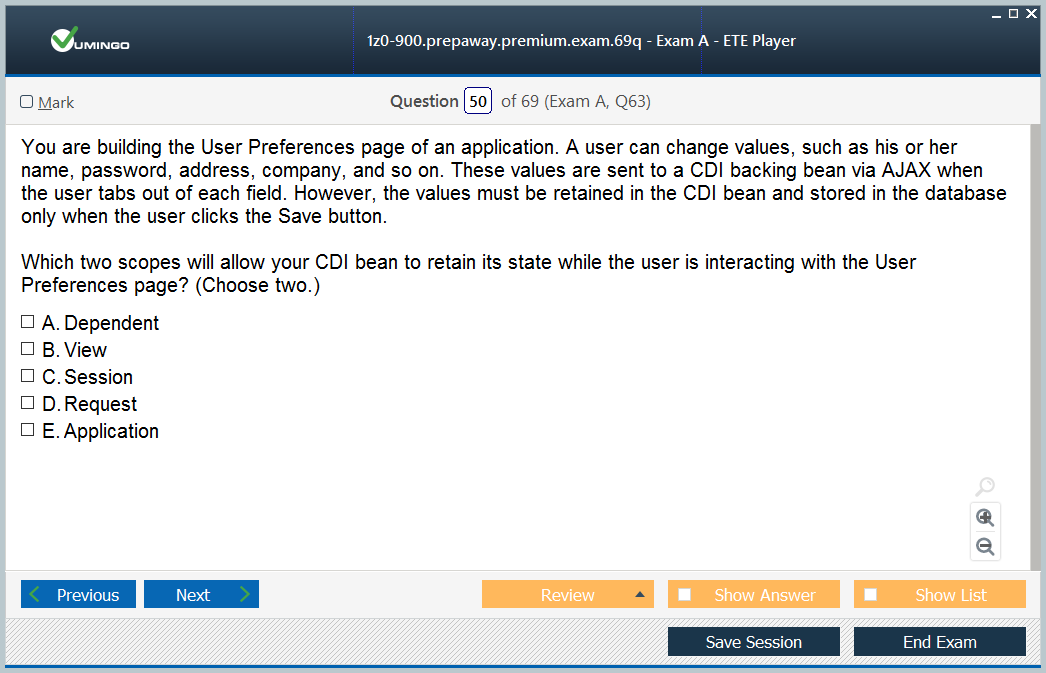 VUMINGO
1z0-900.prepaway.premium.exam.69q - Exam A - ETE Player
Mark
Question 50 of 69 (Exam A, Q63)
You are building the User Preferences page of an application. A user can change values, such as his or her
name, password, address, company, and so on. These values are sent to a CDI backing bean via AJAX when
the user tabs out of each field. However, the values must be retained in the CDI bean and stored in the database
only when the user clicks the Save button.
Which two scopes will allow your CDI bean to retain its state while the user is interacting with the User
Preferences page? (Choose two.)
A. Dependent
B. View
C. Session
D. Request
E. Application
Previous
Next
Review
Show Answer
Show List
Save Session
End Exam